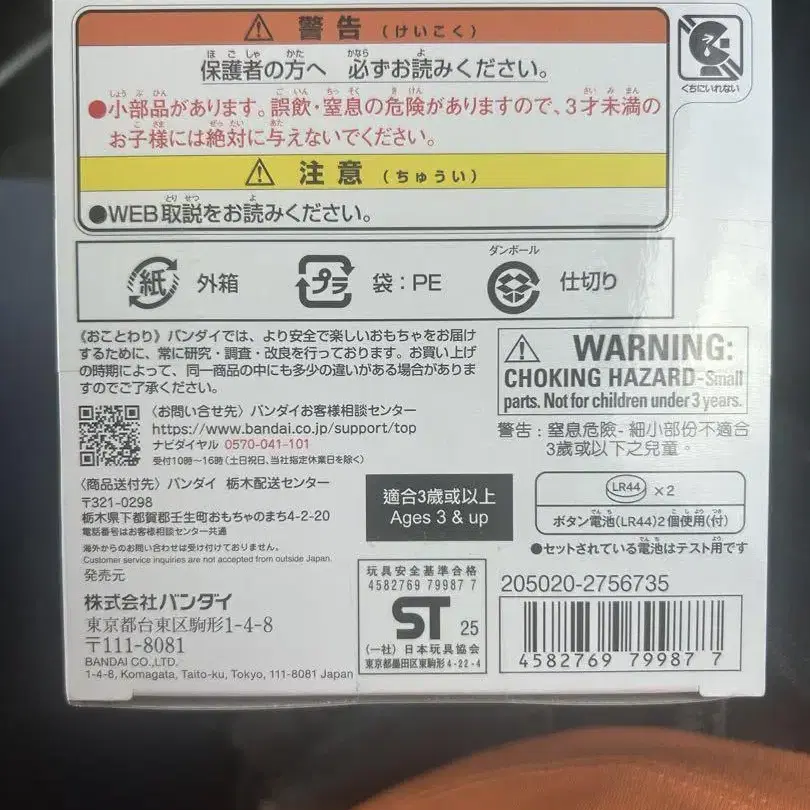 警告（けいこく）
保護者の方へ 必ずお読みください。
●小部品があります。誤飲・窒息の危険がありますので、3才未満の
お子様には絶対に与えないでください。
注意（ちゅうい）
●WEB取説をお読みください。
くちにいれない
紙 外箱
プラ 袋：PE
ダンボール
仕切り
《おことわり》バンダイでは、より安全で楽しいおもちゃをお届け
するために、常に研究・調査・改良を行っております。お買い上げ
の時期によって、同一商品の中にも多少の違いがある場合がありま
すのでご了承ください。
〈お問い合せ先〉バンダイお客様相談センター
https://www.bandai.co.jp/support/top
ナビダイヤル 0570-041-101
受付10時～16時（土日祝日、当社指定休業日を除く）
〈商品送付先〉バンダイ 栃木配送センター
〒321-0298
栃木県下都賀郡壬生町おもちゃのまち4-2-20
電話番号はお客様相談センター共通
海外からのお問い合わせは受け付けておりません。
Customer service inquiries are not accepted from outside Japan.
発売元
株式会社バンダイ
東京都台東区駒形1-4-8
〒111-8081
BANDAI CO.,LTD.
1-4-8, Komagata, Taito-ku, Tokyo, 111-8081 Japan
WARNING:
CHOKING HAZARD-Small
parts. Not for children under 3 years.
警告：窒息危險- 細小部份不適合
3歲或以下之兒童。
適合3歲或以上
Ages 3 & up
LR44 ×2
ボタン電池(LR44)2個使用(付)
●セットされている電池はテスト用です
玩具安全基準合格
4582769 79987 7
ST 25
(一社) 日本玩具協会
東京都墨田区東駒形4-22-4
205020-2756735
4582769 799877